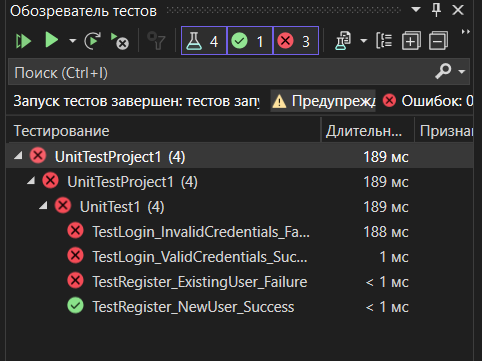 Обозреватель тестов
4 1 3
Поиск (Ctrl+I)
Запуск тестов завершен: тестов запу Предупрежд Ошибок: 0
Тестирование Длительн... Признак
UnitTestProject1 (4) 189 мс
UnitTestProject1 (4) 189 мс
UnitTest1 (4) 189 мс
TestLogin_InvalidCredentials_Fa... 188 мс
TestLogin_ValidCredentials_Suc... 1 мс
TestRegister_ExistingUser_Failure < 1 мс
TestRegister_NewUser_Success < 1 мс